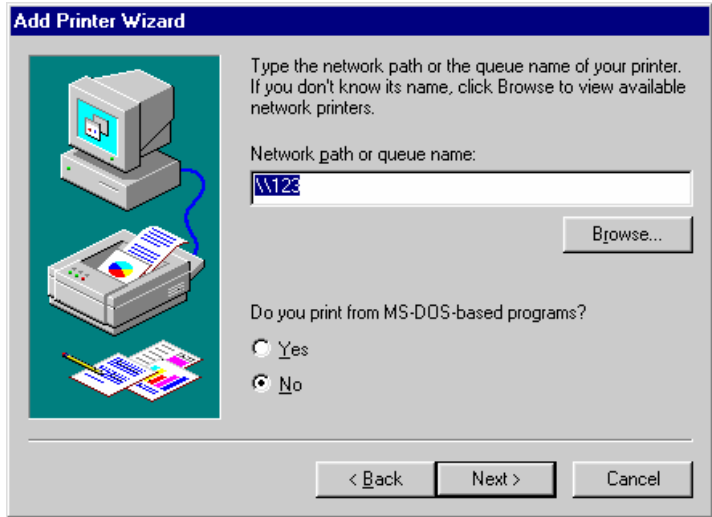 Add Printer Wizard
Type the network path or the queue name of your printer.
If you don't know its name, click Browse to view available
network printers.
Network path or queue name:
\\123
Browse...
Do you print from MS-DOS-based programs?
Yes
No
< Back
Next >
Cancel